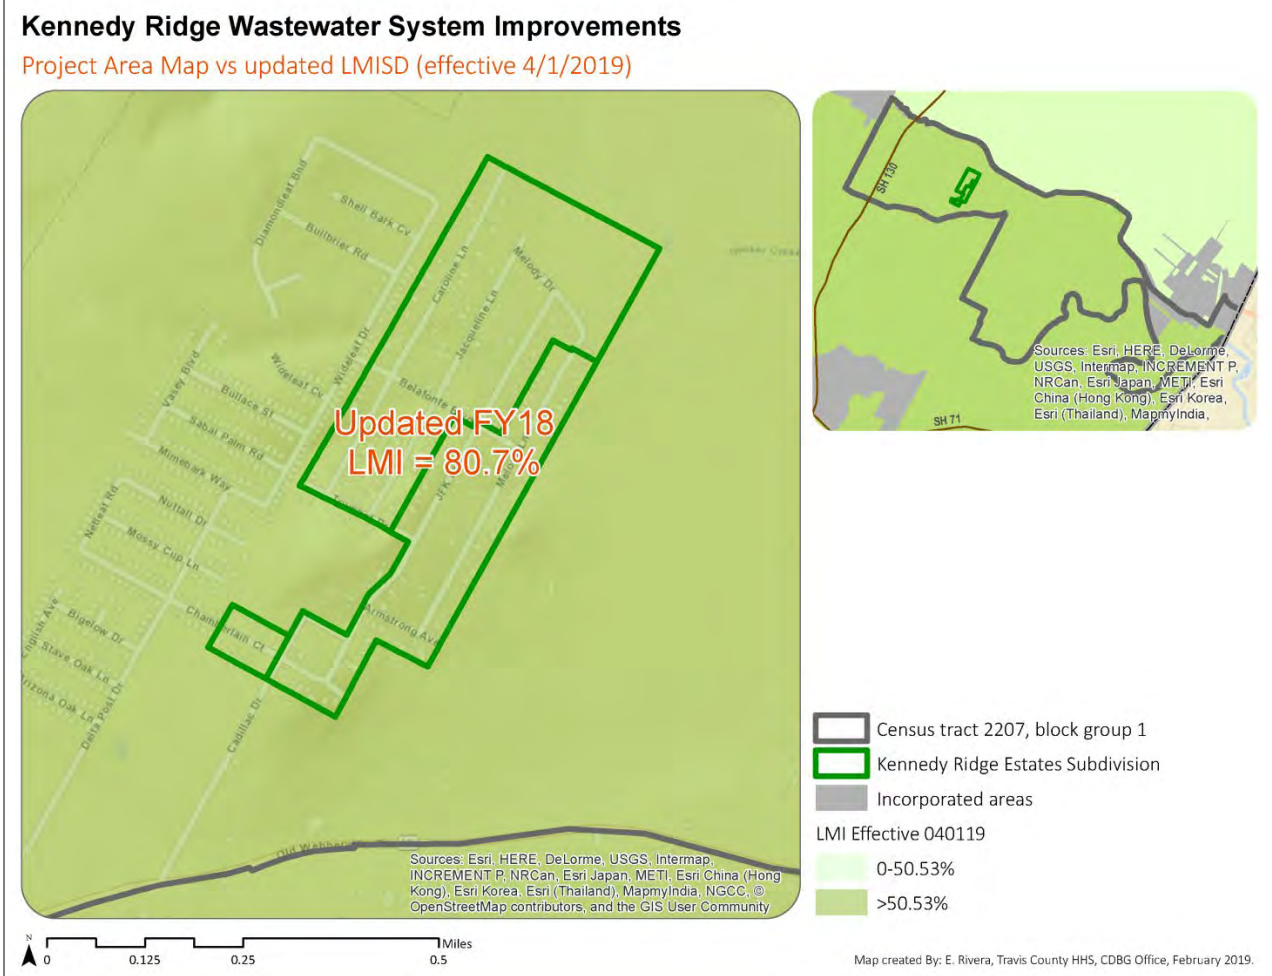 Kennedy Ridge Wastewater System Improvements
Project Area Map vs updated LMISD (effective 4/1/2019)
Diamondleaf Bnd
Shell Bark Cv
Bullbrier Rd
Caroline Ln
Melody Dr
Jacqueline Ln
Wideleaf Dr
Wideleaf Cv
Vasey Blvd
Bullace St
Sabal Palm Rd
Mimebark Way
Belafonte
Updated FY18
LMI = 80.7%
JFK
Netleaf Rd
Nuttall Dr
Mossy Cup Ln
Chamberlain Ct
Armstrong Ave
English Ave
Bigelow Dr
Stave Oak Ln
Arizona Oak Ln
Delta Post Dr
Cadillac Dr
Old
Sources: Esri, HERE, DeLorme, USGS, Intermap,
INCREMENT P, NRCan, Esri Japan, METI, Esri China (Hong
Kong), Esri Korea, Esri (Thailand), MapmyIndia, NGCC, ©
OpenStreetMap contributors, and the GIS User Community
SH 130
SH 71
Sources: Esri, HERE, DeLorme,
USGS, Intermap, INCREMENT P,
NRCan, Esri Japan, METI, Esri
China (Hong Kong), Esri Korea,
Esri (Thailand), MapmyIndia,
Census tract 2207, block group 1
Kennedy Ridge Estates Subdivision
Incorporated areas
LMI Effective 040119
0-50.53%
>50.53%
N
0 0.125 0.25 0.5
Miles
Map created By: E. Rivera, Travis County HHS, CDBG Office, February 2019.